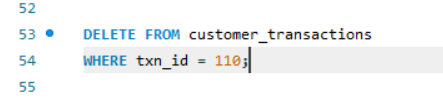 52
53 DELETE FROM customer_transactions
54 WHERE txn_id = 110;
55